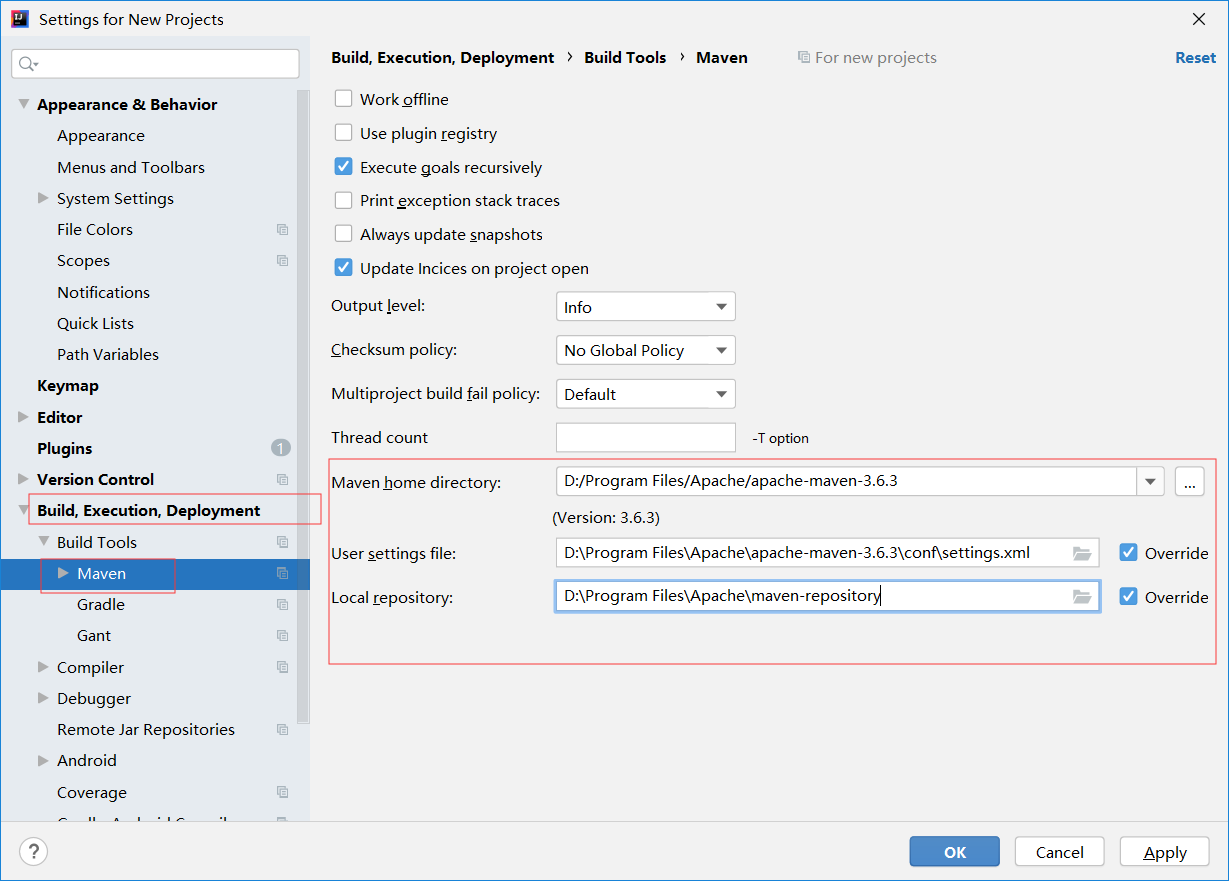 Settings for New Projects
Appearance & Behavior
Appearance
Menus and Toolbars
System Settings
File Colors
Scopes
Notifications
Quick Lists
Path Variables
Keymap
Editor
Plugins 1
Version Control
Build, Execution, Deployment
Build Tools
Maven
Gradle
Gant
Compiler
Debugger
Remote Jar Repositories
Android
Coverage
Build, Execution, Deployment › Build Tools › Maven For new projects Reset
Work offline
Use plugin registry
Execute goals recursively
Print exception stack traces
Always update snapshots
Update Incices on project open
Output level: Info
Checksum policy: No Global Policy
Multiproject build fail policy: Default
Thread count -T option
Maven home directory: D:/Program Files/Apache/apache-maven-3.6.3 ...
(Version: 3.6.3)
User settings file: D:\Program Files\Apache\apache-maven-3.6.3\conf\settings.xml Override
Local repository: D:\Program Files\Apache\maven-repository Override
? OK Cancel Apply